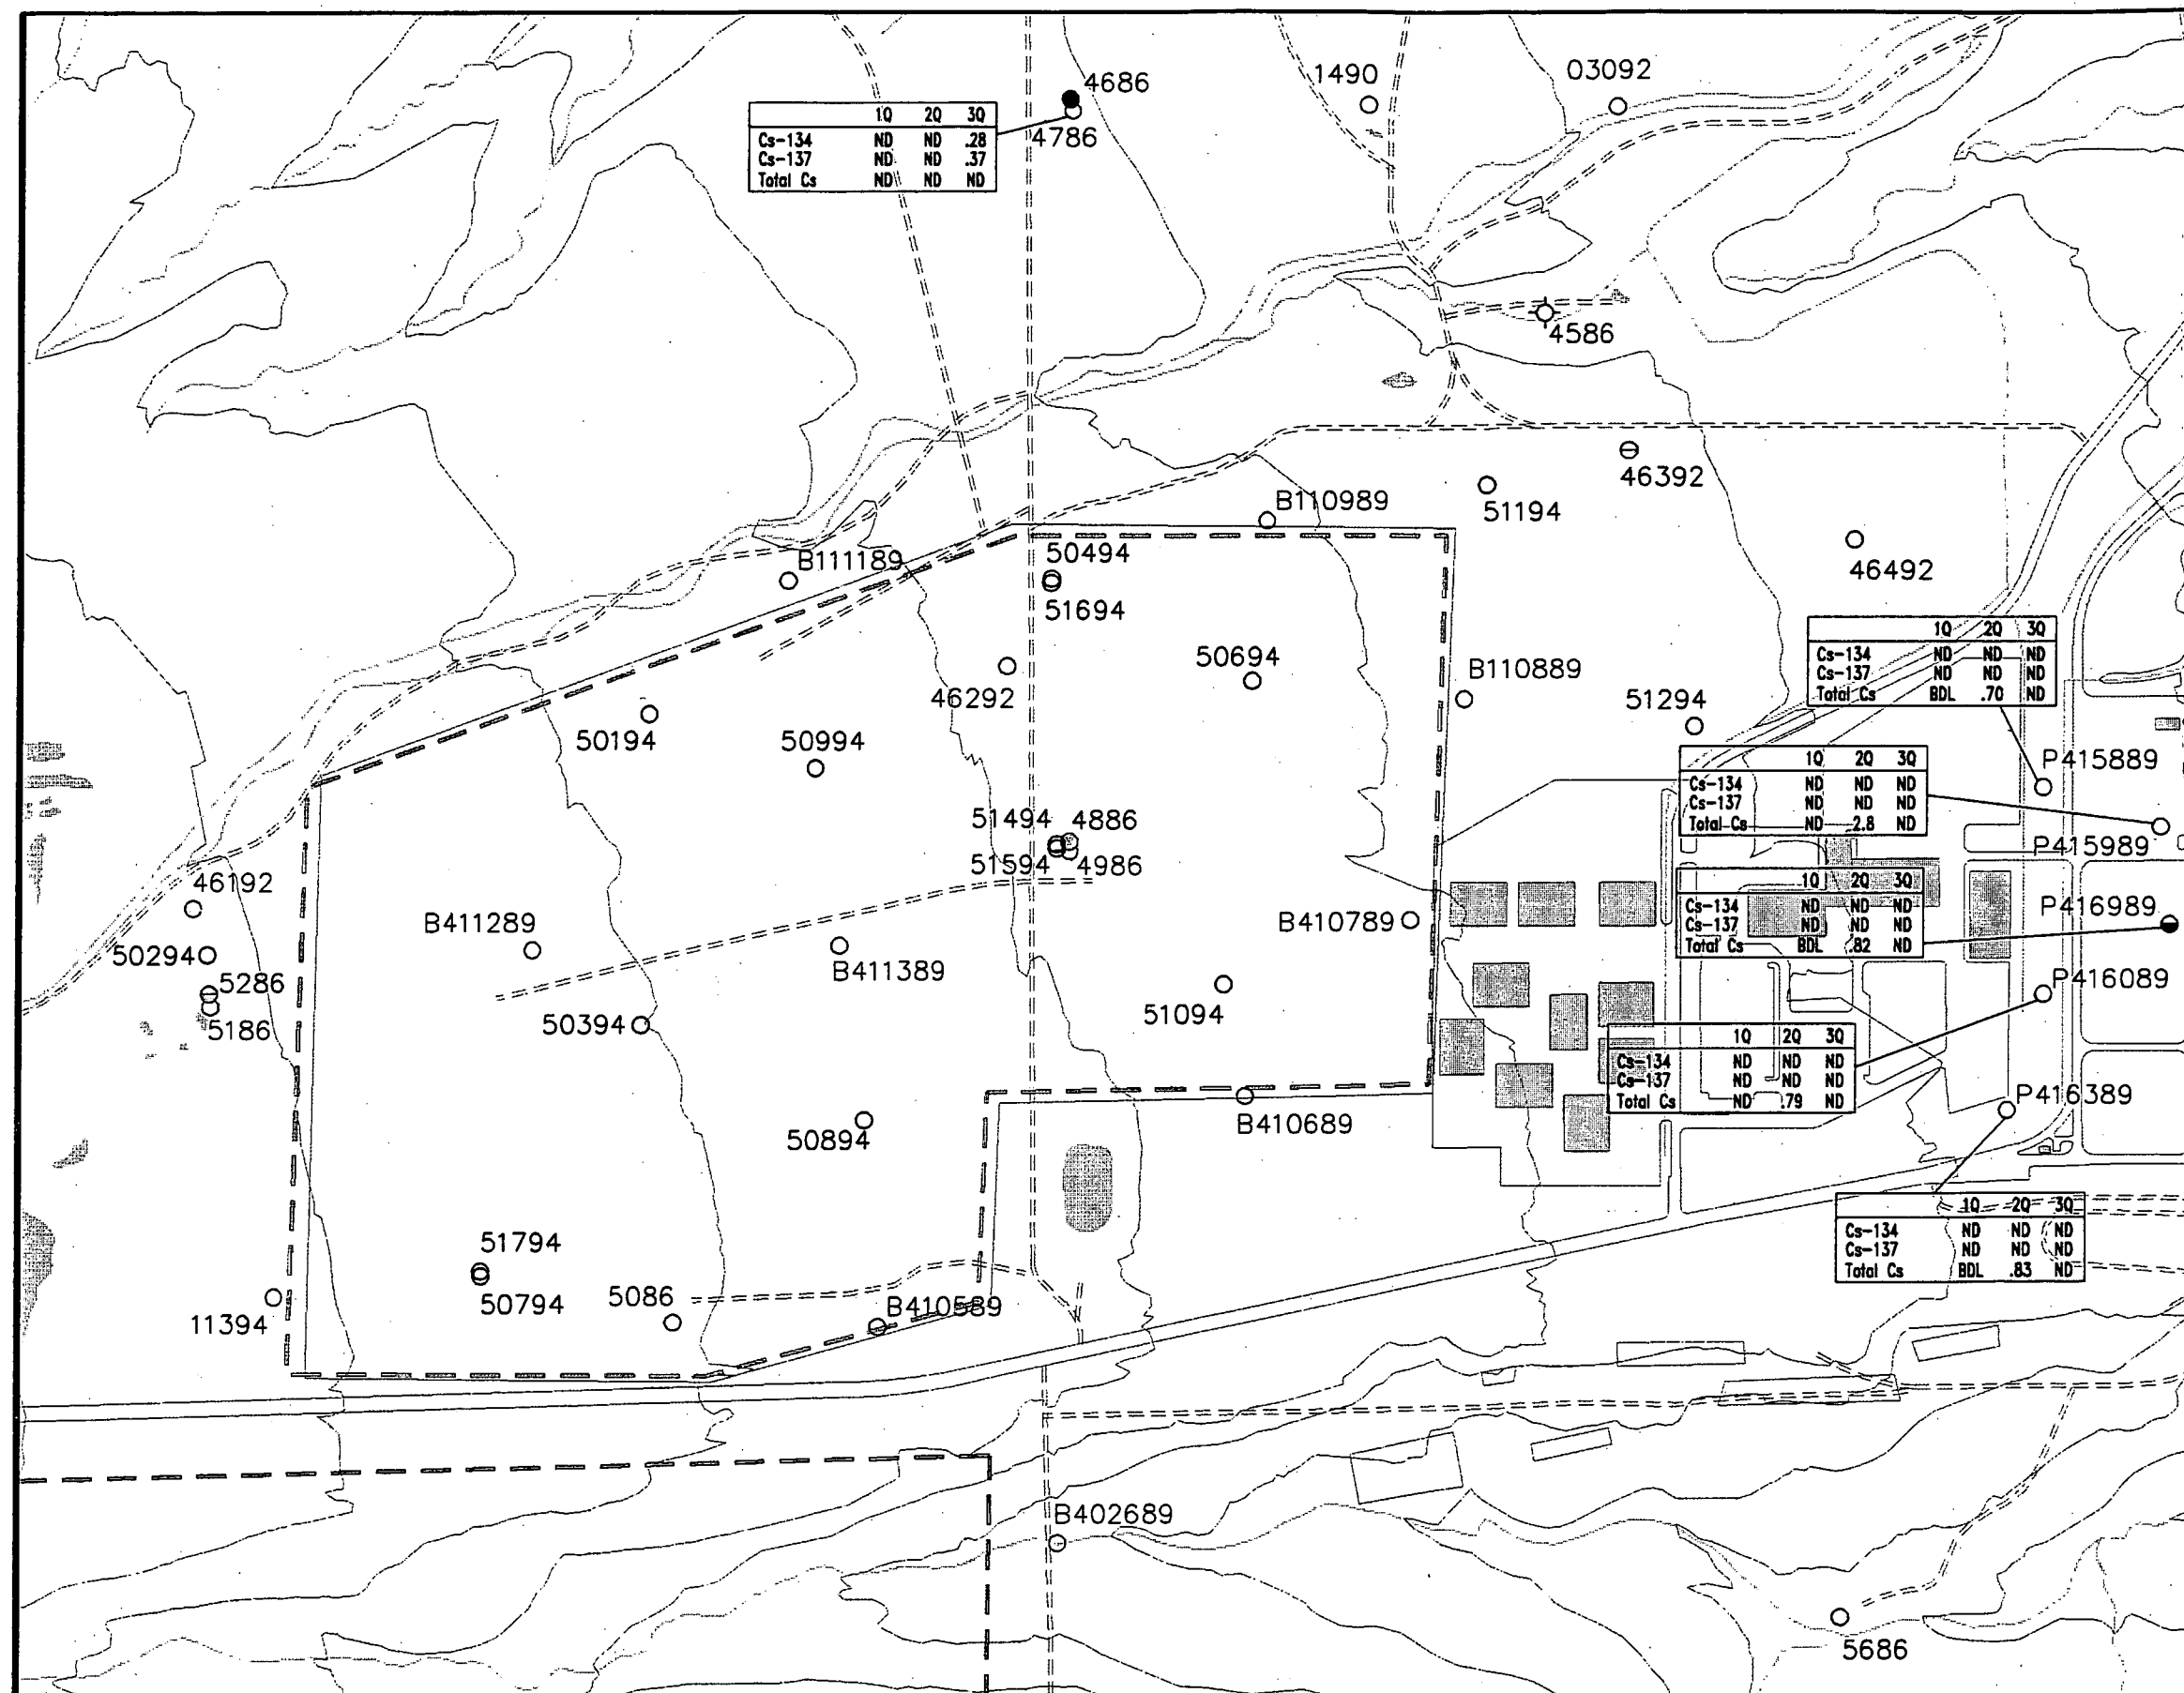 4686
1490
03092
1Q 2Q 3Q
Cs-134 ND ND .28
Cs-137 ND ND .37
Total Cs ND ND ND
4786
4586
46392
51194
B110989
46492
50494
B111189
51694
1Q 2Q 3Q
Cs-134 ND ND ND
Cs-137 ND ND ND
Total Cs BDL .70 ND
50694
B110889
46292
51294
50194
50994
P415889
1Q 2Q 3Q
Cs-134 ND ND ND
Cs-137 ND ND ND
Total Cs ND 2.8 ND
51494 4886
51594 4986
P415989
46192
1Q 2Q 3Q
Cs-134 ND ND ND
Cs-137 ND ND ND
Total Cs BDL .82 ND
P416989
B411289
B410789
50294
B411389
5286
P416089
5186
50394
51094
1Q 2Q 3Q
Cs-134 ND ND ND
Cs-137 ND ND ND
Total Cs ND .79 ND
P416389
50894
B410689
1Q 2Q 3Q
Cs-134 ND ND ND
Cs-137 ND ND ND
Total Cs BDL .83 ND
51794
50794
5086
B410589
11394
B402689
5686